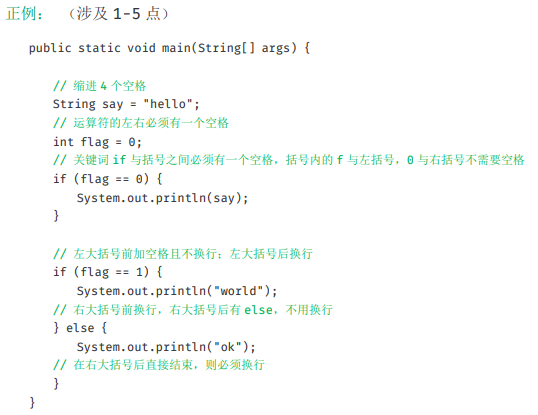 正例： （涉及 1-5 点）
public static void main(String[] args) {
// 缩进 4 个空格
String say = "hello";
// 运算符的左右必须有一个空格
int flag = 0;
// 关键词 if 与括号之间必须有一个空格，括号内的 f 与左括号，0 与右括号不需要空格
if (flag == 0) {
System.out.println(say);
}
// 左大括号前加空格且不换行；左大括号后换行
if (flag == 1) {
System.out.println("world");
// 右大括号前换行，右大括号后有 else，不用换行
} else {
System.out.println("ok");
// 在右大括号后直接结束，则必须换行
}
}